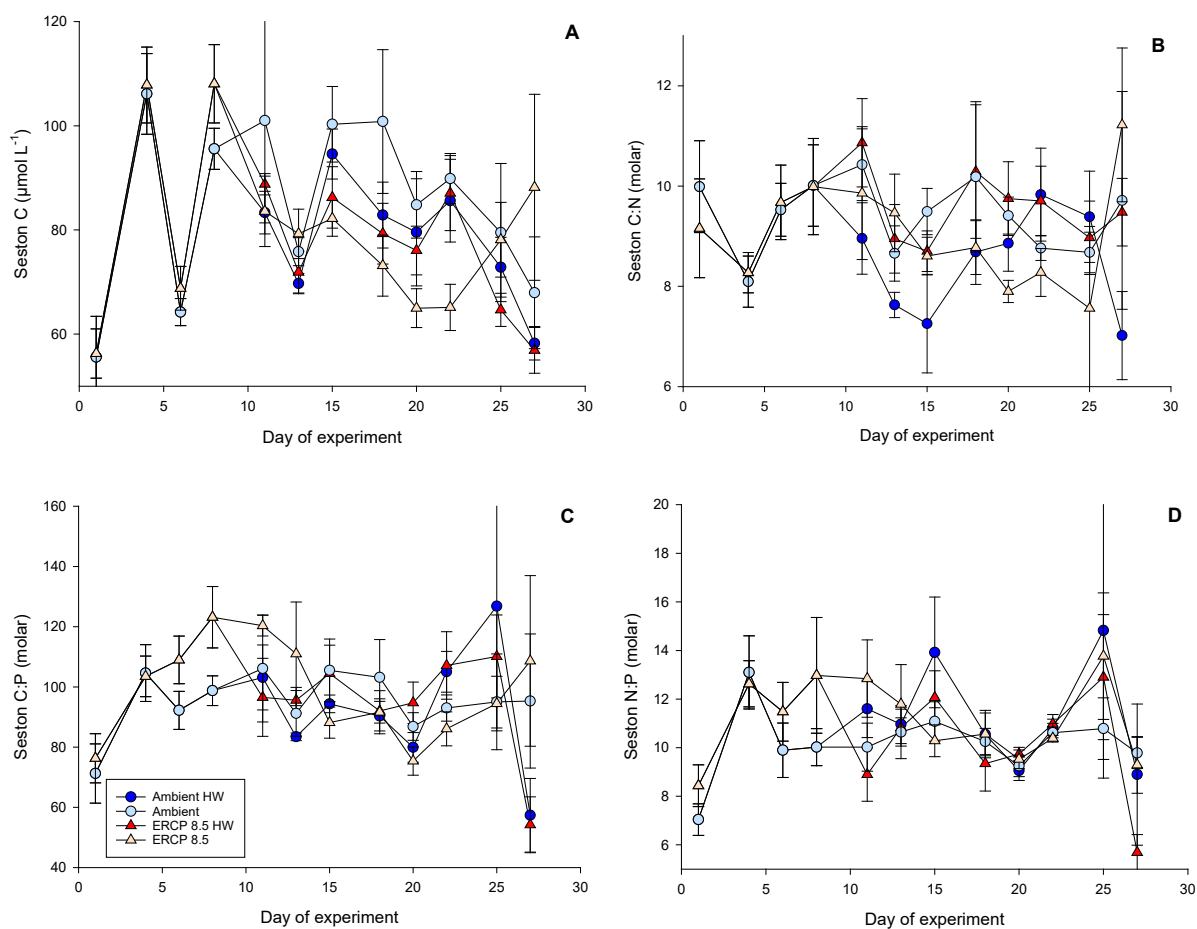 A
120
100
80
60
Seston C (µmol L⁻¹)
0 5 10 15 20 25 30
Day of experiment
B
12
10
8
6
Seston C:N (molar)
0 5 10 15 20 25 30
Day of experiment
C
160
140
120
100
80
60
40
Seston C:P (molar)
Ambient HW
Ambient
ERCP 8.5 HW
ERCP 8.5
0 5 10 15 20 25 30
Day of experiment
D
20
18
16
14
12
10
8
6
Seston N:P (molar)
0 5 10 15 20 25 30
Day of experiment